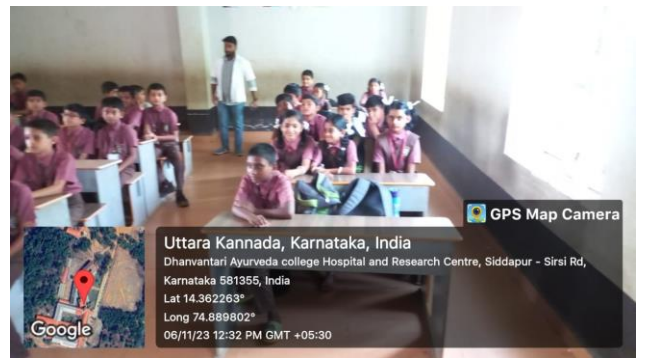 GPS Map Camera
Uttara Kannada, Karnataka, India
Dhanvantari Ayurveda college Hospital and Research Centre, Siddapur - Sirsi Rd,
Karnataka 581355, India
Lat 14.362263°
Long 74.889802°
06/11/23 12:32 PM GMT +05:30
Google